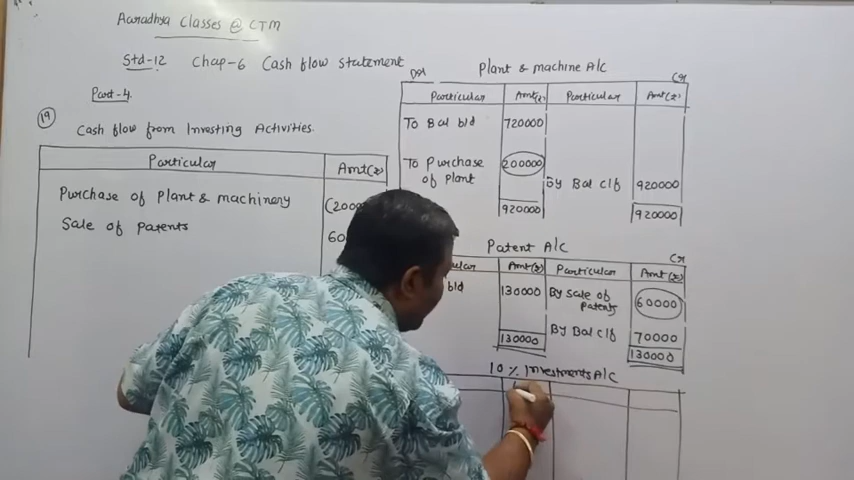 Auradhya Classes @ CTM
Std-12 Chap-6 Cash flow statement
Part-4
19
Cash flow from Investing Activities.
Particular Amt(₹)
Purchase of Plant & machinery (2000
Sale of Patents 60
Plant & machine A/C
Dr Cr
Particular Amt(₹) Particular Amt(₹)
To Bal b/d 720000
To Purchase of Plant 200000
By Bal c/f 920000
920000 920000
Patent A/C
Cr
Amt(₹) Particular Amt(₹)
b/d 130000 By Sale of Patents 60000
By Bal c/f 70000
130000 130000
10 % Investments A/C